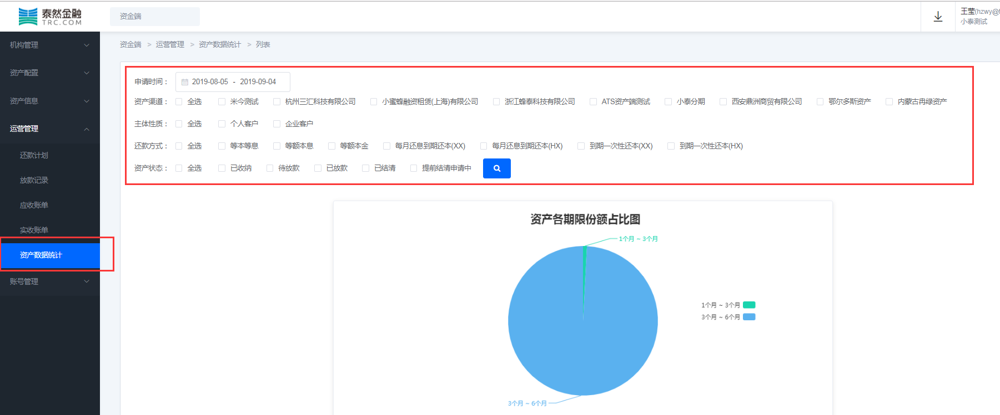 泰然金融
TRC.COM
资金端
王莹(hzwy@t
小泰测试
机构管理
资产配置
资产信息
运营管理
还款计划
放款记录
应收账单
实收账单
资产数据统计
账号管理
资金端 > 运营管理 > 资产数据统计 > 列表
申请时间： 2019-08-05 - 2019-09-04
资产渠道： 全选 米今测试 杭州三汇科技有限公司 小蜜蜂融资租赁(上海)有限公司 浙江蜂泰科技有限公司 ATS资产端测试 小泰分期 西安鼎洲商贸有限公司 鄂尔多斯资产 内蒙古冉绿资产
主体性质： 全选 个人客户 企业客户
还款方式： 全选 等本等息 等额本息 等额本金 每月还息到期还本(XX) 每月还息到期还本(HX) 到期一次性还本(XX) 到期一次性还本(HX)
资产状态： 全选 已收纳 待放款 已放款 已结清 提前结清申请中
资产各期限份额占比图
1个月 ~ 3个月
1个月 ~ 3个月
3个月 ~ 6个月
3个月 ~ 6个月